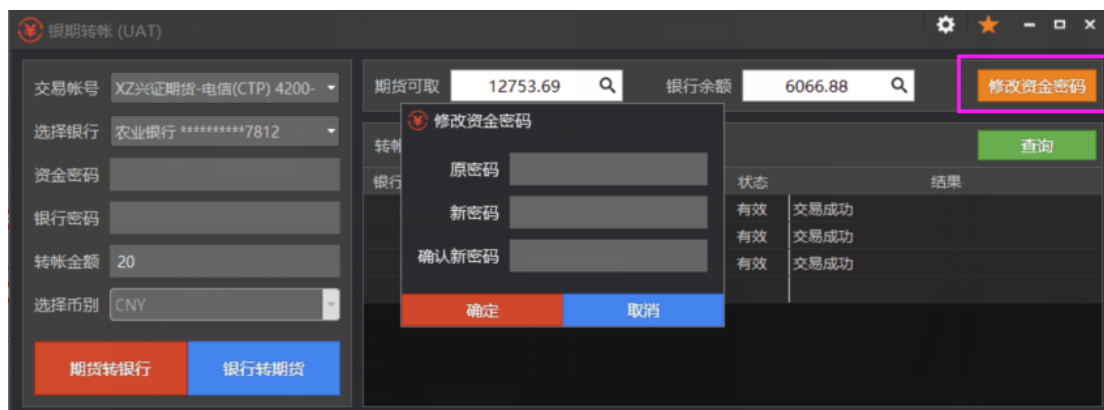 银期转帐 (UAT)
交易帐号 XZ兴证期货-电信(CTP) 4200-
选择银行 农业银行 **********7812
资金密码
银行密码
转帐金额 20
选择币别 CNY
期货转银行 银行转期货
期货可取 12753.69 银行余额 6066.88 修改资金密码
转帐 查询
银行 状态 结果
有效 交易成功
有效 交易成功
有效 交易成功
修改资金密码
原密码
新密码
确认新密码
确定 取消